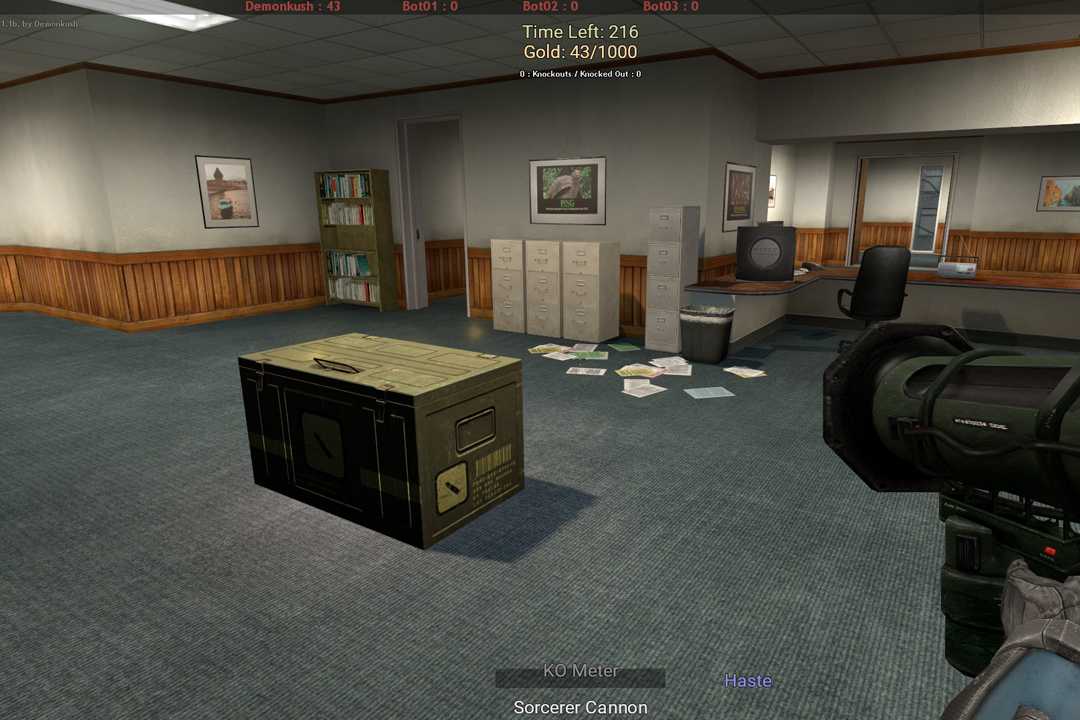 Demonkush : 43 Bot01 : 0 Bot02 : 0 Bot03 : 0
1.1b, by Demonkush
Time Left: 216
Gold: 43/1000
0 : Knockouts / Knocked Out : 0
PNG
KO Meter
Haste
Sorcerer Cannon